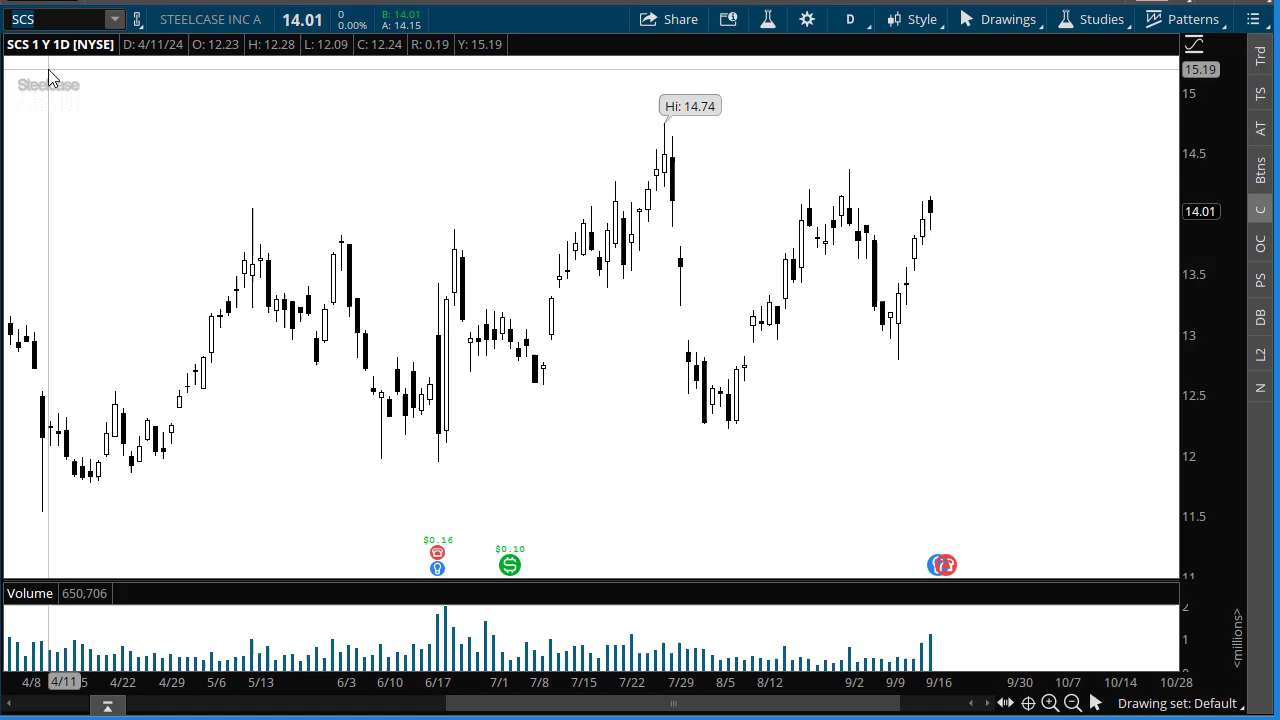 SCS STEELCASE INC A 14.01 0 0.00% B: 14.01 A: 14.15 Share D Style Drawings Studies Patterns
SCS 1 Y 1D [NYSE] D: 4/11/24 O: 12.23 H: 12.28 L: 12.09 C: 12.24 R: 0.19 Y: 15.19
Steelcase
Hi: 14.74
15.19
15
14.5
14.01
13.5
13
12.5
12
11.5
11
$0.16
$0.10
Trd
TS
AT
Btns
C
OC
PS
DB
L2
N
Volume 650,706
2
1
<millions>
4/8 4/11 5 4/22 4/29 5/6 5/13 6/3 6/10 6/17 7/1 7/8 7/15 7/22 7/29 8/5 8/12 9/2 9/9 9/16 9/30 10/7 10/14 10/28
Drawing set: Default